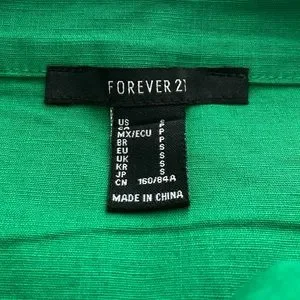 FOREVER 21
US S
CA P
MX/ECU P
BR P
EU S
UK S
KR S
JP S
CN 160/84A
MADE IN CHINA